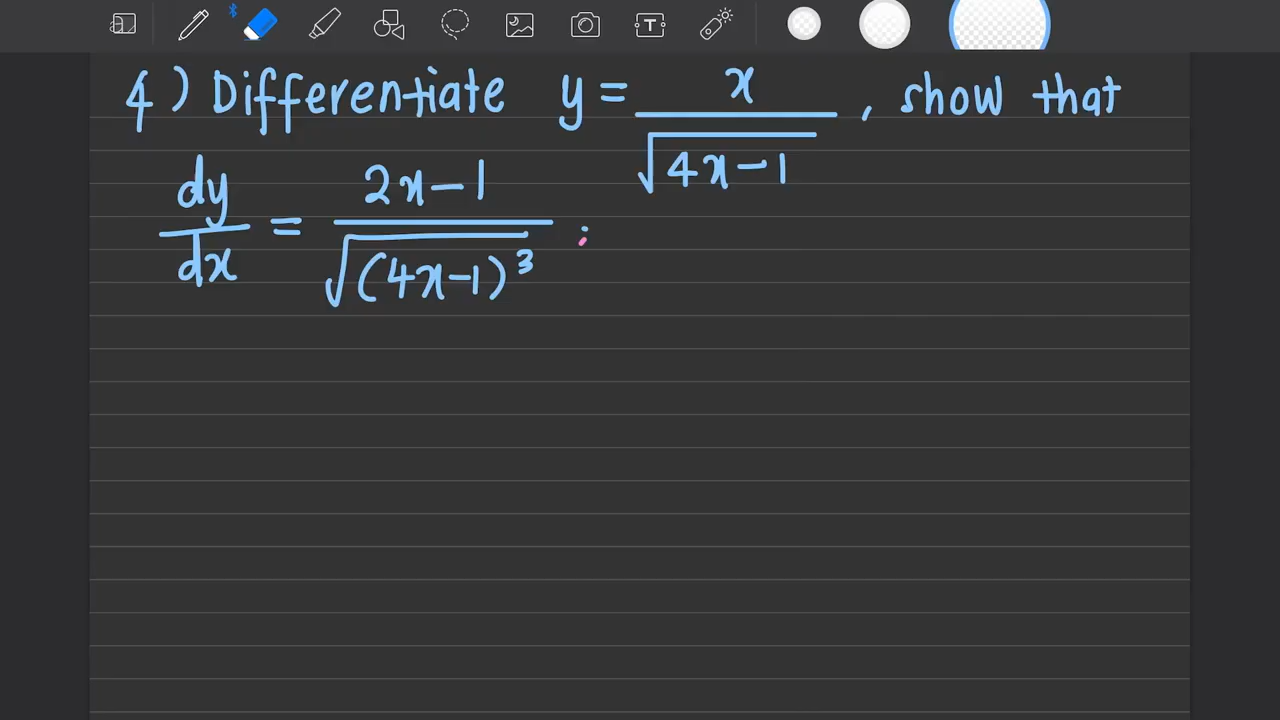 4) Differentiate y = x/√(4x-1), show that
dy/dx = (2x-1)/√((4x-1)³) ;